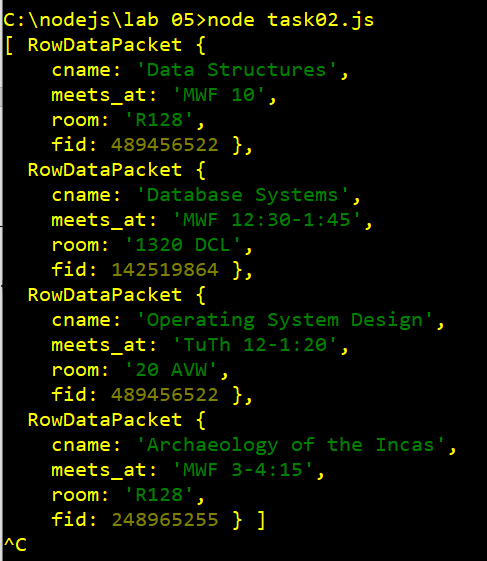 C:\nodejs\lab 05>node task02.js
[ RowDataPacket {
    cname: 'Data Structures',
    meets_at: 'MWF 10',
    room: 'R128',
    fid: 489456522 },
  RowDataPacket {
    cname: 'Database Systems',
    meets_at: 'MWF 12:30-1:45',
    room: '1320 DCL',
    fid: 142519864 },
  RowDataPacket {
    cname: 'Operating System Design',
    meets_at: 'TuTh 12-1:20',
    room: '20 AVW',
    fid: 489456522 },
  RowDataPacket {
    cname: 'Archaeology of the Incas',
    meets_at: 'MWF 3-4:15',
    room: 'R128',
    fid: 248965255 } ]
^C